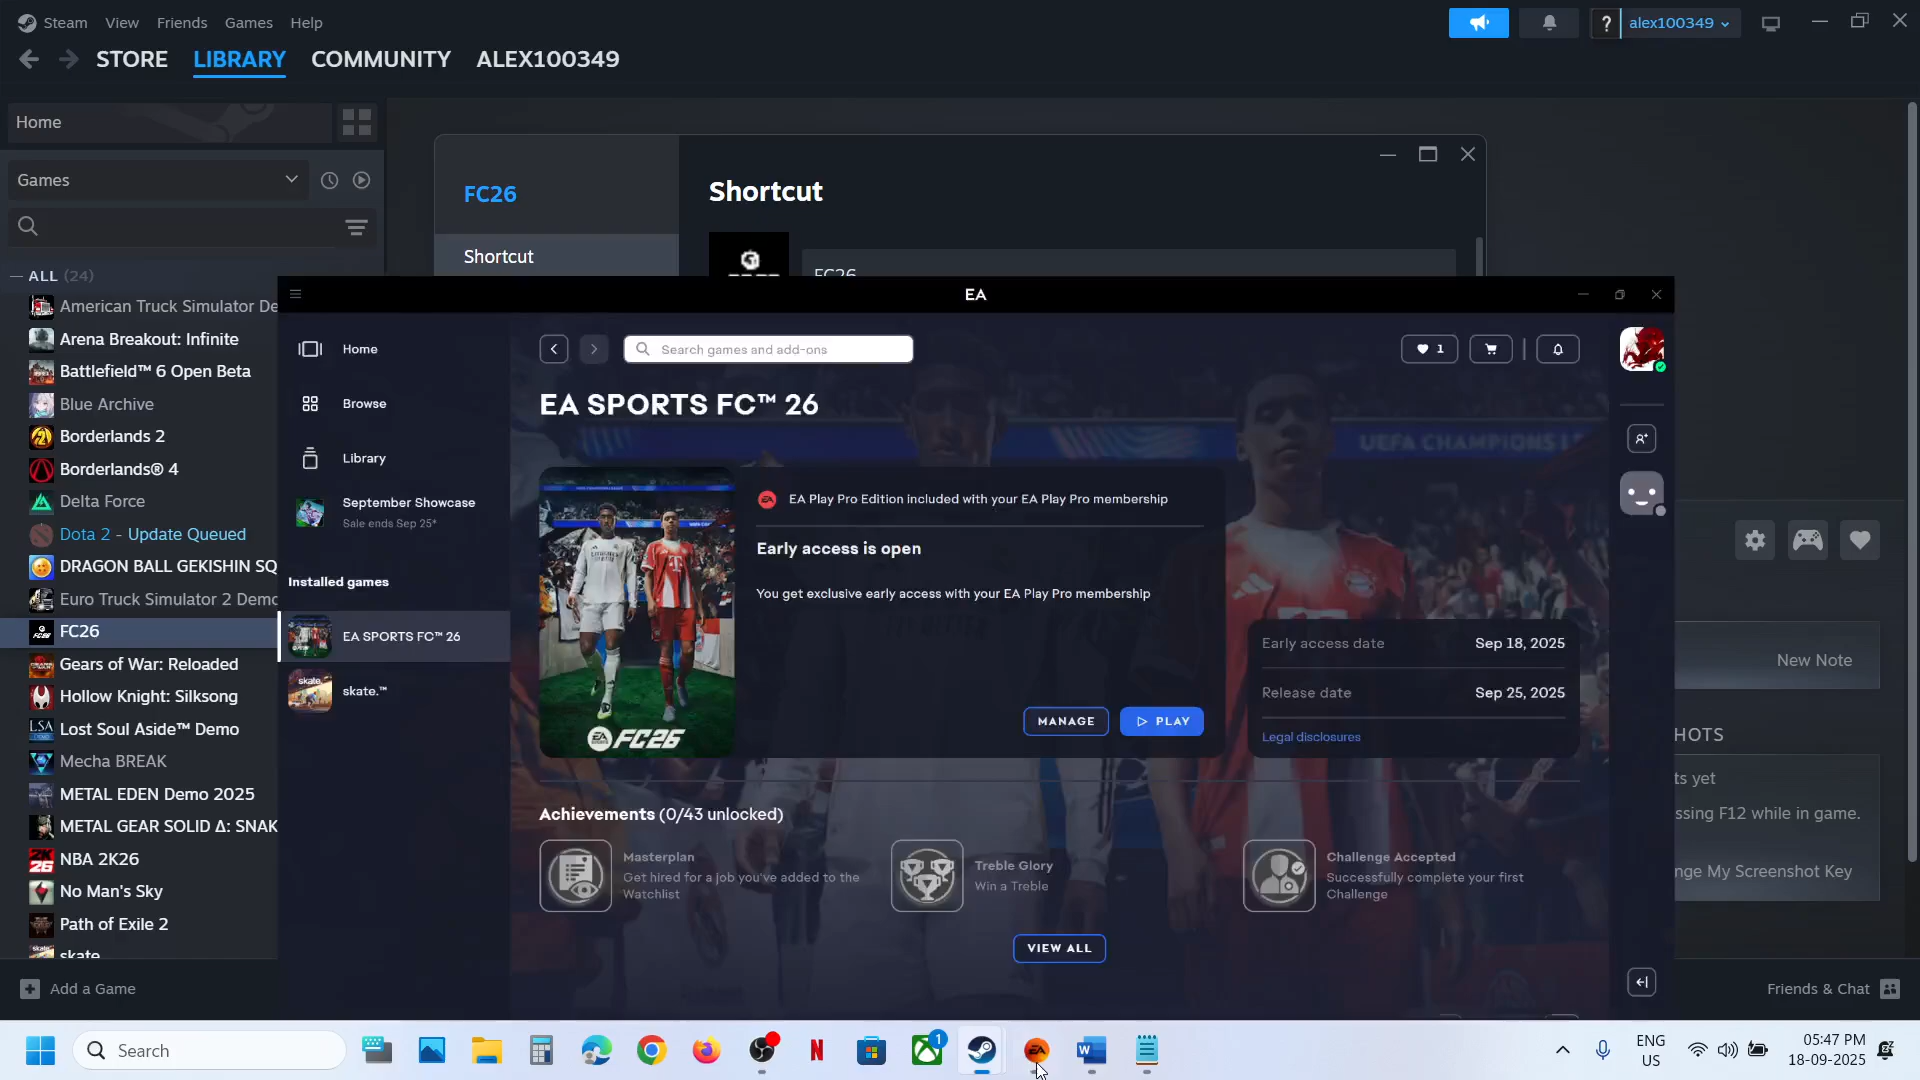 Steam View Friends Games Help
alex100349
STORE LIBRARY COMMUNITY ALEX100349
Home
Games
ALL (24)
American Truck Simulator De
Arena Breakout: Infinite
Battlefield™ 6 Open Beta
Blue Archive
Borderlands 2
Borderlands® 4
Delta Force
Dota 2 - Update Queued
DRAGON BALL GEKISHIN SQ
Euro Truck Simulator 2 Demo
FC26
Gears of War: Reloaded
Hollow Knight: Silksong
Lost Soul Aside™ Demo
Mecha BREAK
METAL EDEN Demo 2025
METAL GEAR SOLID Δ: SNAK
NBA 2K26
No Man's Sky
Path of Exile 2
skate
Add a Game
FC26
Shortcut
Shortcut
FC26
EA
Home
Browse
Library
September Showcase
Sale ends Sep 25*
Installed games
EA SPORTS FC™ 26
skate.™
Search games and add-ons
1
EA SPORTS FC™ 26
UEFA CHAMPIONS
FC26
EA Play Pro Edition included with your EA Play Pro membership
Early access is open
You get exclusive early access with your EA Play Pro membership
MANAGE
PLAY
Early access date Sep 18, 2025
Release date Sep 25, 2025
Legal disclosures
Achievements (0/43 unlocked)
Masterplan
Get hired for a job you've added to the
Watchlist
Treble Glory
Win a Treble
Challenge Accepted
Successfully complete your first
Challenge
VIEW ALL
New Note
HOTS
ts yet
ssing F12 while in game.
nge My Screenshot Key
Friends & Chat
Search
1
ENG
US
05:47 PM
18-09-2025